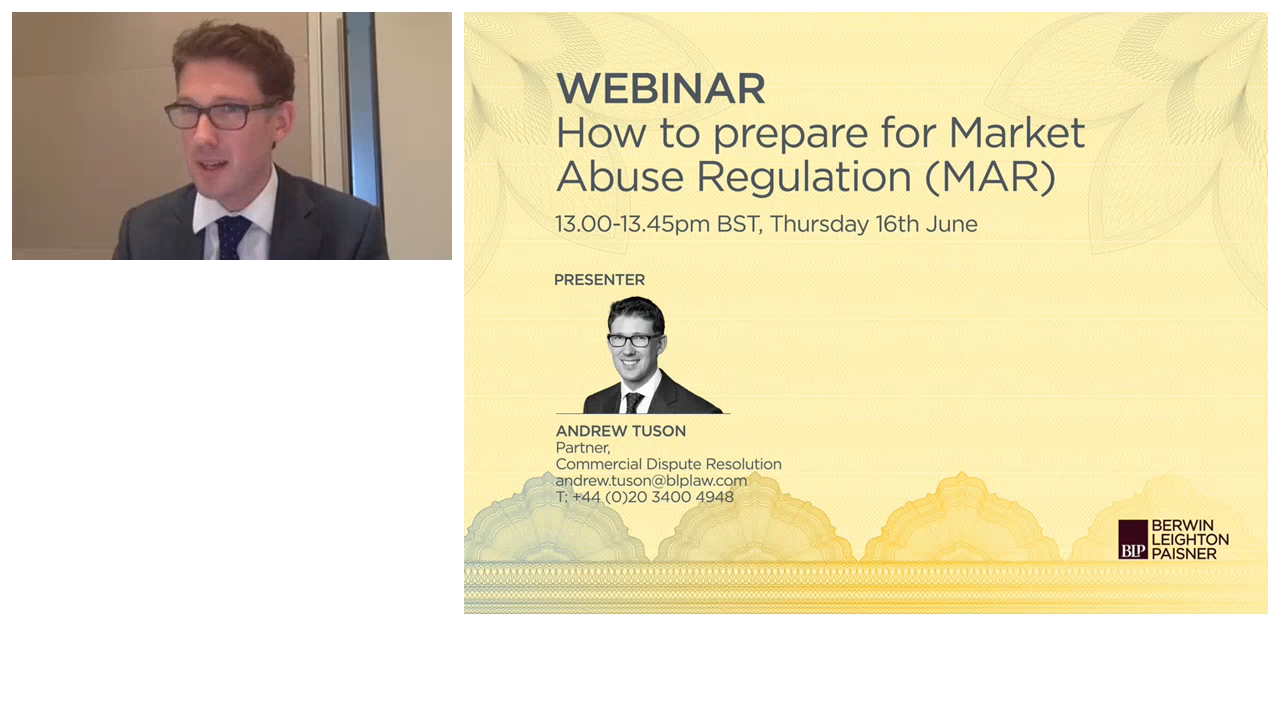 WEBINAR
How to prepare for Market
Abuse Regulation (MAR)
13.00-13.45pm BST, Thursday 16th June
PRESENTER
ANDREW TUSON
Partner,
Commercial Dispute Resolution
andrew.tuson@blplaw.com
T: +44 (0)20 3400 4948
BLP
BERWIN
LEIGHTON
PAISNER